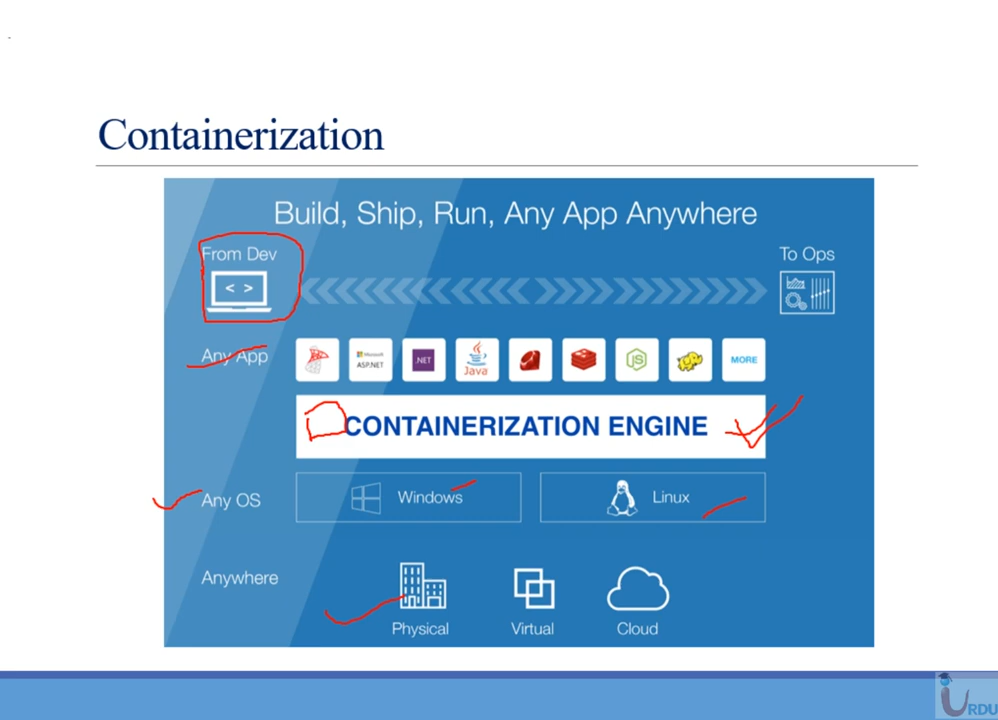 Containerization
Build, Ship, Run, Any App Anywhere
From Dev
To Ops
< >
Any App
Microsoft
ASP.NET
.NET
Java
JS
MORE
CONTAINERIZATION ENGINE
Any OS
Windows
Linux
Anywhere
Physical
Virtual
Cloud
iURDU